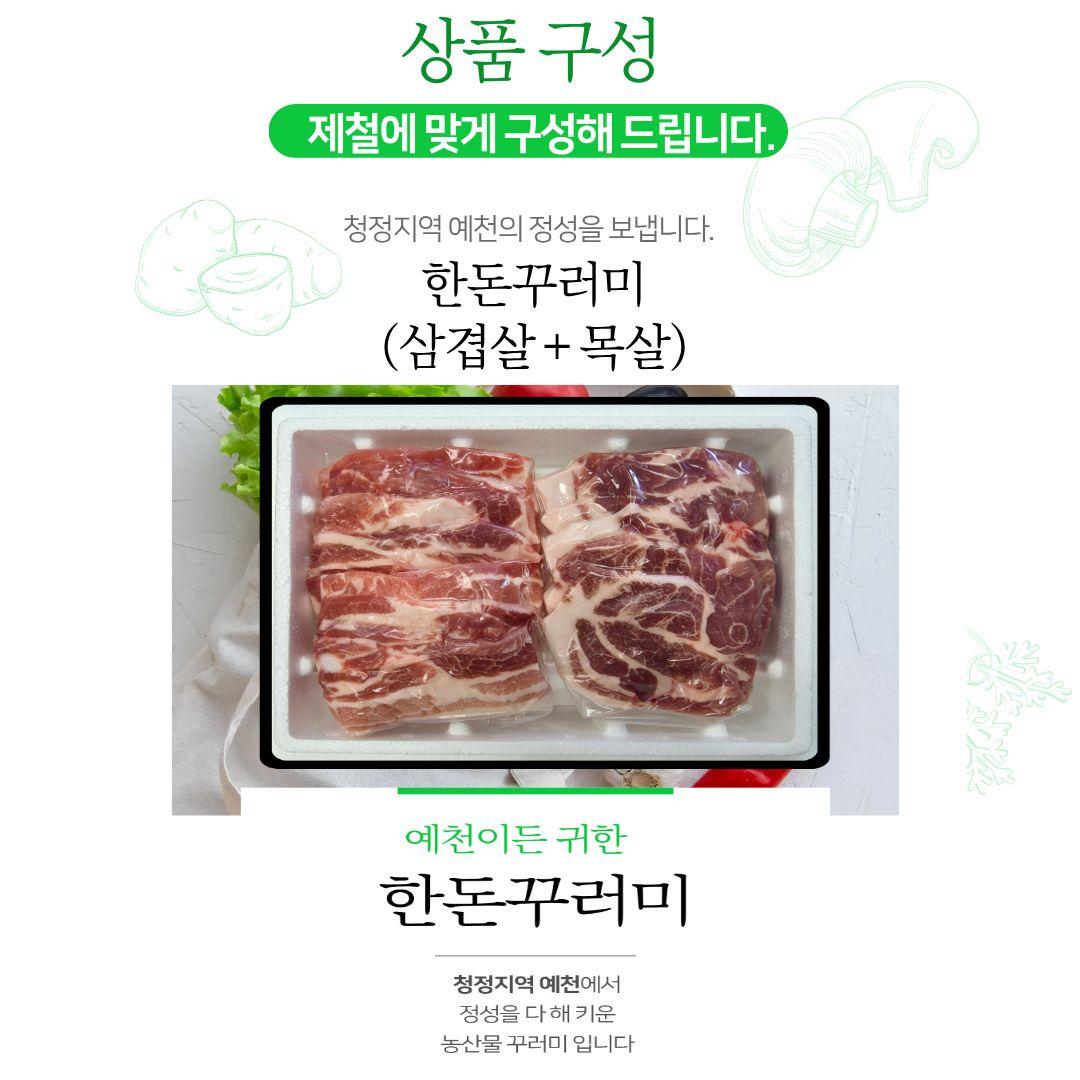 상품 구성
제철에 맞게 구성해 드립니다.
청정지역 예천의 정성을 보냅니다.
한돈꾸러미
(삼겹살 + 목살)
예천이든 귀한
한돈꾸러미
청정지역 예천에서
정성을 다 해 키운
농산물 꾸러미 입니다